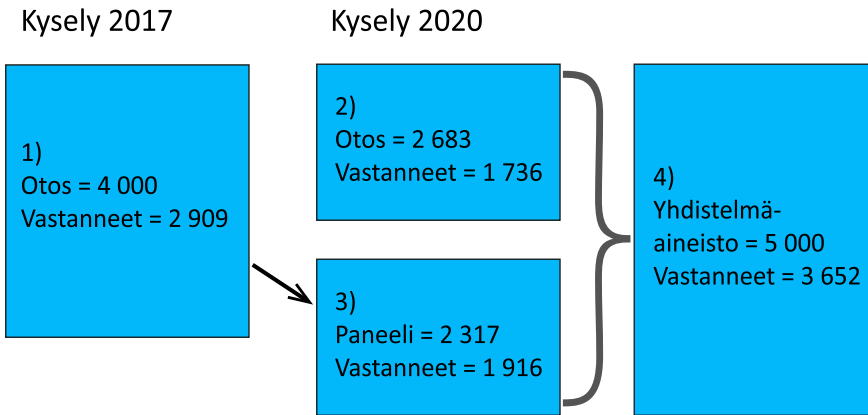 Kysely 2017
Kysely 2020
1)
Otos = 4 000
Vastanneet = 2 909
2)
Otos = 2 683
Vastanneet = 1 736
3)
Paneeli = 2 317
Vastanneet = 1 916
4)
Yhdistelmä-
aineisto = 5 000
Vastanneet = 3 652